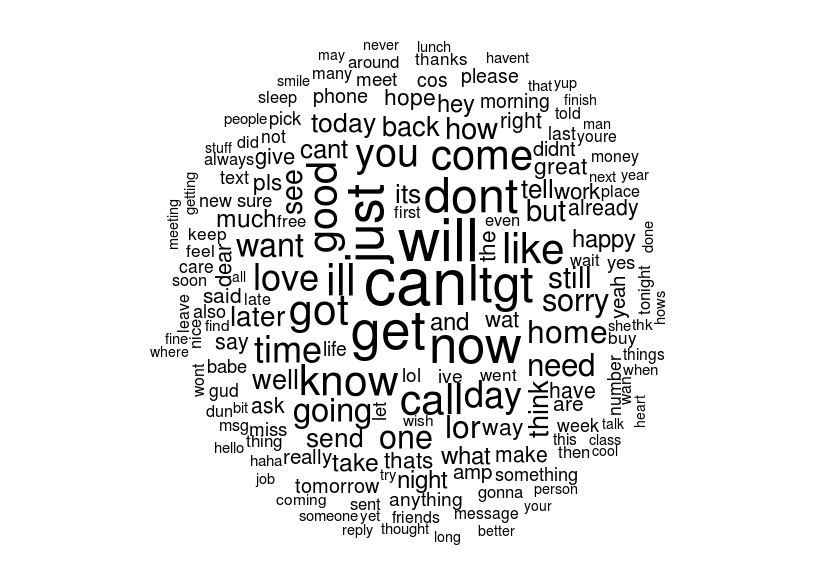 never lunch
may around thanks havent
smile many meet cos please that yup
sleep phone hope hey morning finish
people pick today back how right told
stuff did not cant you come didnt last man youre
always give good see great money
getting text pls just its dont tell work next year place
new sure much free first will even but already
meeting keep want the like happy done
feel dear love ill can ltgt still wait yes
care all
soon said late sorry yeah tonight hows
leave also later got get and wat home she thk
fine nice find say time life now buy
where babe need things when
wont gud well know lol ive went have number wan
dun bit ask going let call day think are heart
msg miss wish lor way week talk
hello thing send one what make this then class cool
haha really take thats amp something
job tomorrow try night gonna person
coming sent anything message your
someone yet friends
reply thought long better